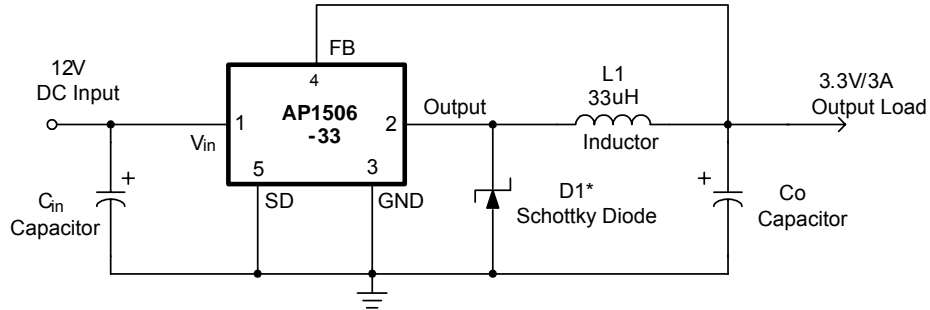 FB
4
12V
DC Input
AP1506
-33
1
2
Vin
5
3
SD
GND
Output
L1
33uH
Inductor
3.3V/3A
Output Load
Cin
Capacitor
+
D1*
Schottky Diode
+
Co
Capacitor